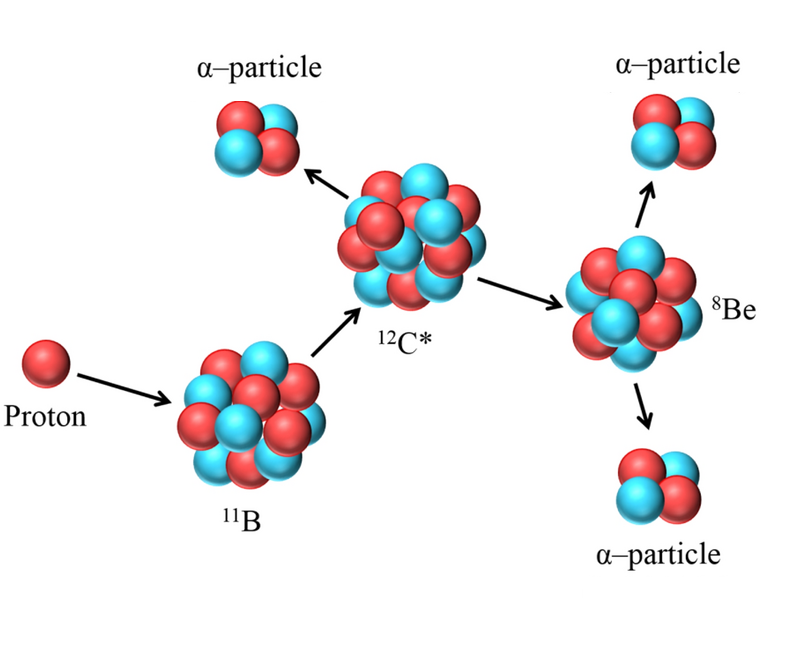 α–particle
α–particle
¹²C*
⁸Be
Proton
¹¹B
α–particle